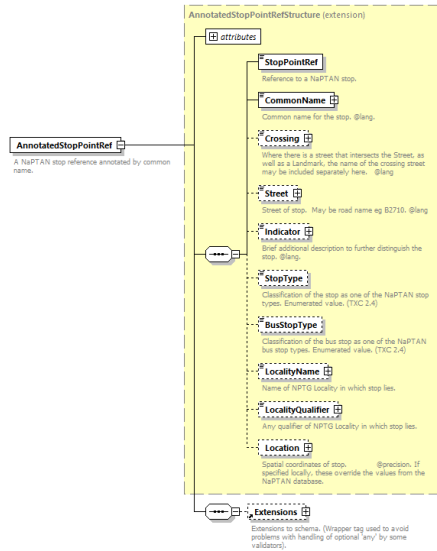 AnnotatedStopPointRefStructure (extension)
attributes
StopPointRef
Reference to a NaPTAN stop.
CommonName
Common name for the stop. @lang.
AnnotatedStopPointRef
A NaPTAN stop reference annotated by common
name.
Crossing
Where there is a street that intersects the Street, as
well as a Landmark, the name of the crossing street
may be included separately here. @lang
Street
Street of stop. May be road name eg B2710. @lang
Indicator
Brief additional description to further distinguish the
stop. @lang.
StopType
Classification of the stop as one of the NaPTAN stop
types. Enumerated value. (TXC 2.4)
BusStopType
Classification of the bus stop as one of the NaPTAN
bus stop types. Enumerated value. (TXC 2.4)
LocalityName
Name of NPTG Locality in which stop lies.
LocalityQualifier
Any qualifier of NPTG Locality in which stop lies.
Location
Spatial coordinates of stop. @precision. If
specified locally, these override the values from the
NaPTAN database.
Extensions
Extensions to schema. (Wrapper tag used to avoid
problems with handling of optional 'any' by some
validators).